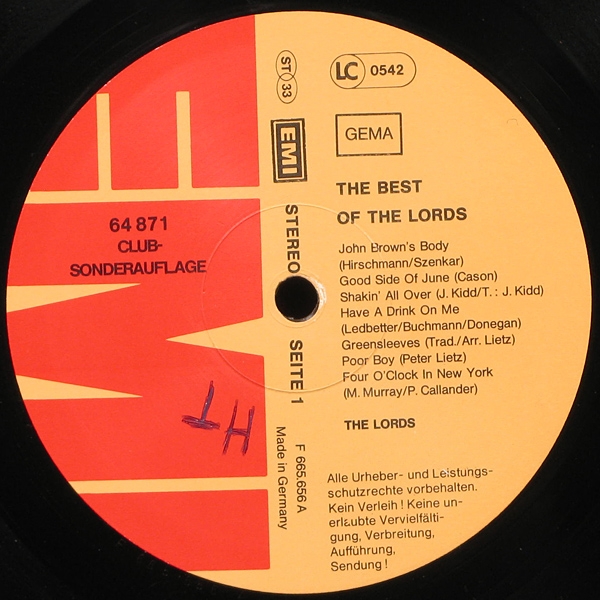 64 871
CLUB-
SONDERAUFLAGE
ST 33
EMI
STEREO
SEITE 1
F 665.656 A
Made in Germany
LC 0542
GEMA
THE BEST
OF THE LORDS
John Brown's Body
(Hirschmann/Szenkar)
Good Side Of June (Cason)
Shakin' All Over (J. Kidd/T.: J. Kidd)
Have A Drink On Me
(Ledbetter/Buchmann/Donegan)
Greensleeves (Trad./Arr. Lietz)
Poor Boy (Peter Lietz)
Four O'Clock In New York
(M. Murray/P. Callander)
THE LORDS
Alle Urheber- und Leistungs-
schutzrechte vorbehalten.
Kein Verleih! Keine un-
erlaubte Vervielfälti-
gung, Verbreitung,
Aufführung,
Sendung!
EMI
HT